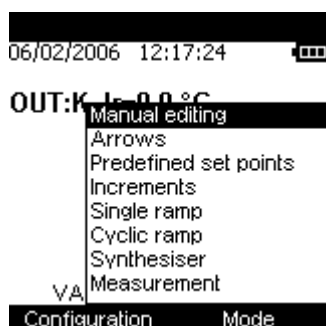 06/02/2006 12:17:24
OUT:K
Manual editing
Arrows
Predefined set points
Increments
Single ramp
Cyclic ramp
Synthesiser
VA
Measurement
Configuration Mode